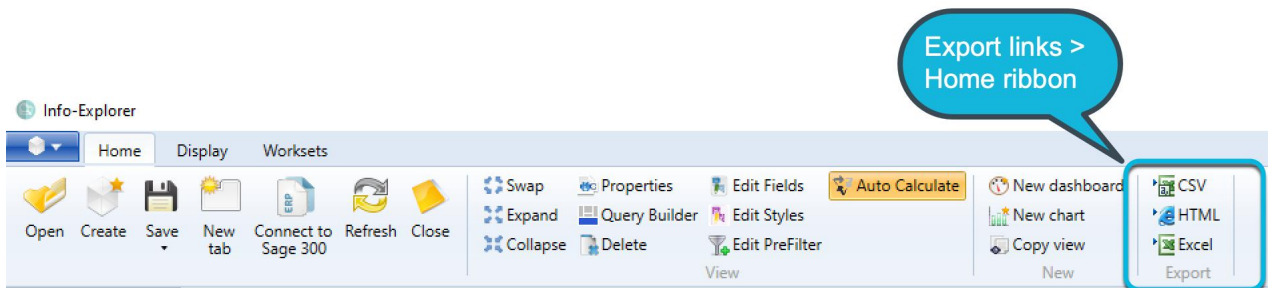 Export links >
Home ribbon
Info-Explorer
Home Display Worksets
Open
Create
Save
New
tab
Connect to
Sage 300
Refresh
Close
Swap
Expand
Collapse
Properties
Query Builder
Delete
Edit Fields
Edit Styles
Edit PreFilter
Auto Calculate
View
New dashboard
New chart
Copy view
New
CSV
HTML
Excel
Export